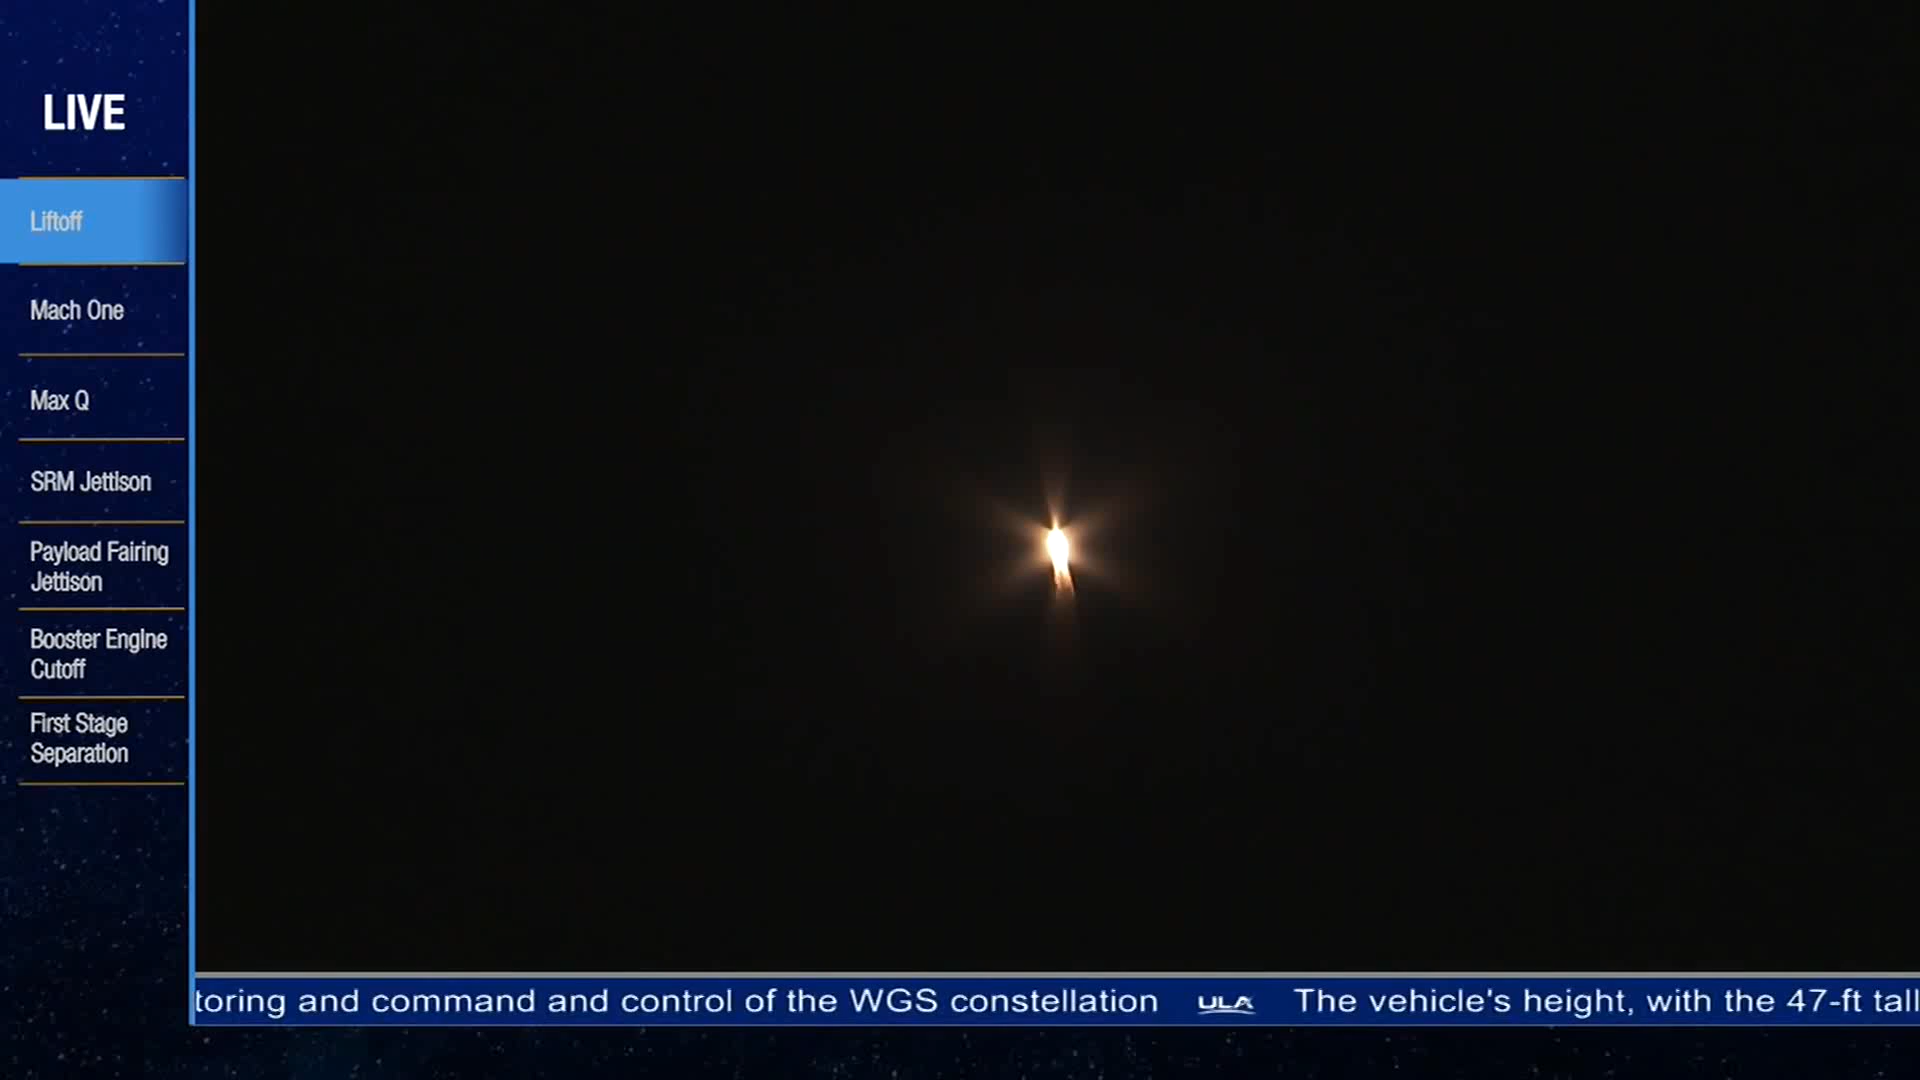 LIVE
Liftoff
Mach One
Max Q
SRM Jettison
Payload Fairing
Jettison
Booster Engine
Cutoff
First Stage
Separation
toring and command and control of the WGS constellation ULA The vehicle's height, with the 47-ft tall